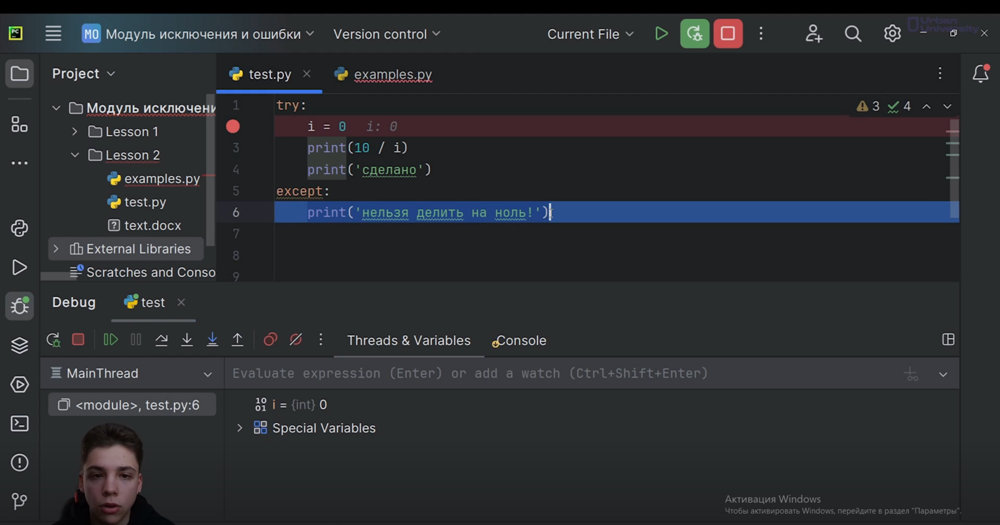 PC
MO Модуль исключения и ошибки Version control Current File
Urban University
Project
test.py examples.py
Модуль исключени
Lesson 1
Lesson 2
examples.py
test.py
text.docx
External Libraries
Scratches and Conso
1 try:
3 4
i = 0 i: 0
3 print(10 / i)
4 print('сделано')
5 except:
6 print('нельзя делить на ноль!')
7
8
9
Debug test
Threads & Variables Console
MainThread
Evaluate expression (Enter) or add a watch (Ctrl+Shift+Enter)
<module>, test.py:6
10 01 i = {int} 0
Special Variables
Активация Windows
Чтобы активировать Windows, перейдите в раздел "Параметры".